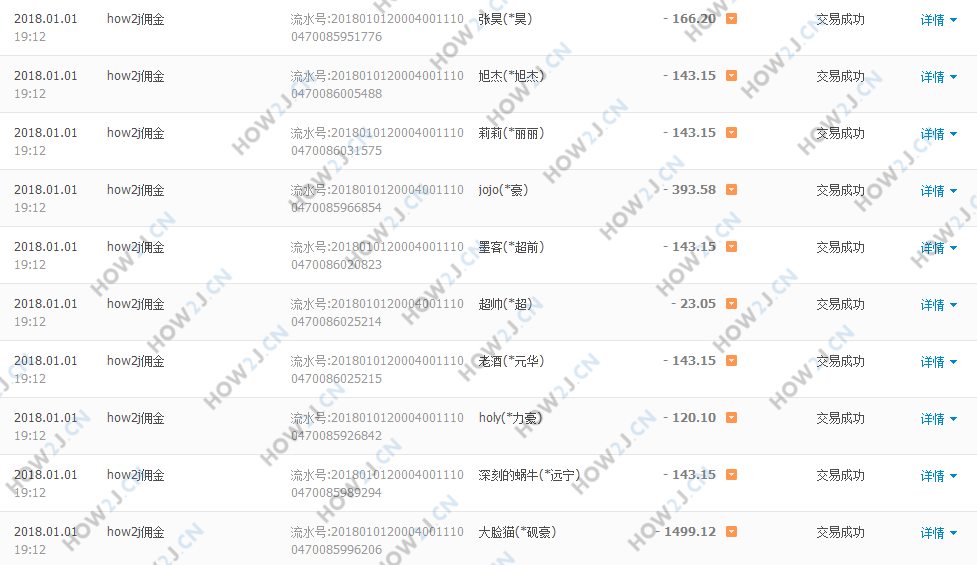 2018.01.01 how2j佣金 流水号:2018010120004001110 张昊(*昊) - 166.20 交易成功 详情
19:12 0470085951776
2018.01.01 how2j佣金 流水号:2018010120004001110 旭杰(*旭杰) - 143.15 交易成功 详情
19:12 0470086005488
2018.01.01 how2j佣金 流水号:2018010120004001110 莉莉(*丽丽) - 143.15 交易成功 详情
19:12 0470086031575
2018.01.01 how2j佣金 流水号:2018010120004001110 jojo(*豪) - 393.58 交易成功 详情
19:12 0470085966854
2018.01.01 how2j佣金 流水号:2018010120004001110 墨客(*超前) - 143.15 交易成功 详情
19:12 0470086020823
2018.01.01 how2j佣金 流水号:2018010120004001110 超帅(*超) - 23.05 交易成功 详情
19:12 0470086025214
2018.01.01 how2j佣金 流水号:2018010120004001110 老酒(*元华) - 143.15 交易成功 详情
19:12 0470086025215
2018.01.01 how2j佣金 流水号:2018010120004001110 holy(*力豪) - 120.10 交易成功 详情
19:12 0470085926842
2018.01.01 how2j佣金 流水号:2018010120004001110 深刻的蜗牛(*远宁) - 143.15 交易成功 详情
19:12 0470085989294
2018.01.01 how2j佣金 流水号:2018010120004001110 大脸猫(*砚豪) - 1499.12 交易成功 详情
19:12 0470085996206
HOW2J.CN